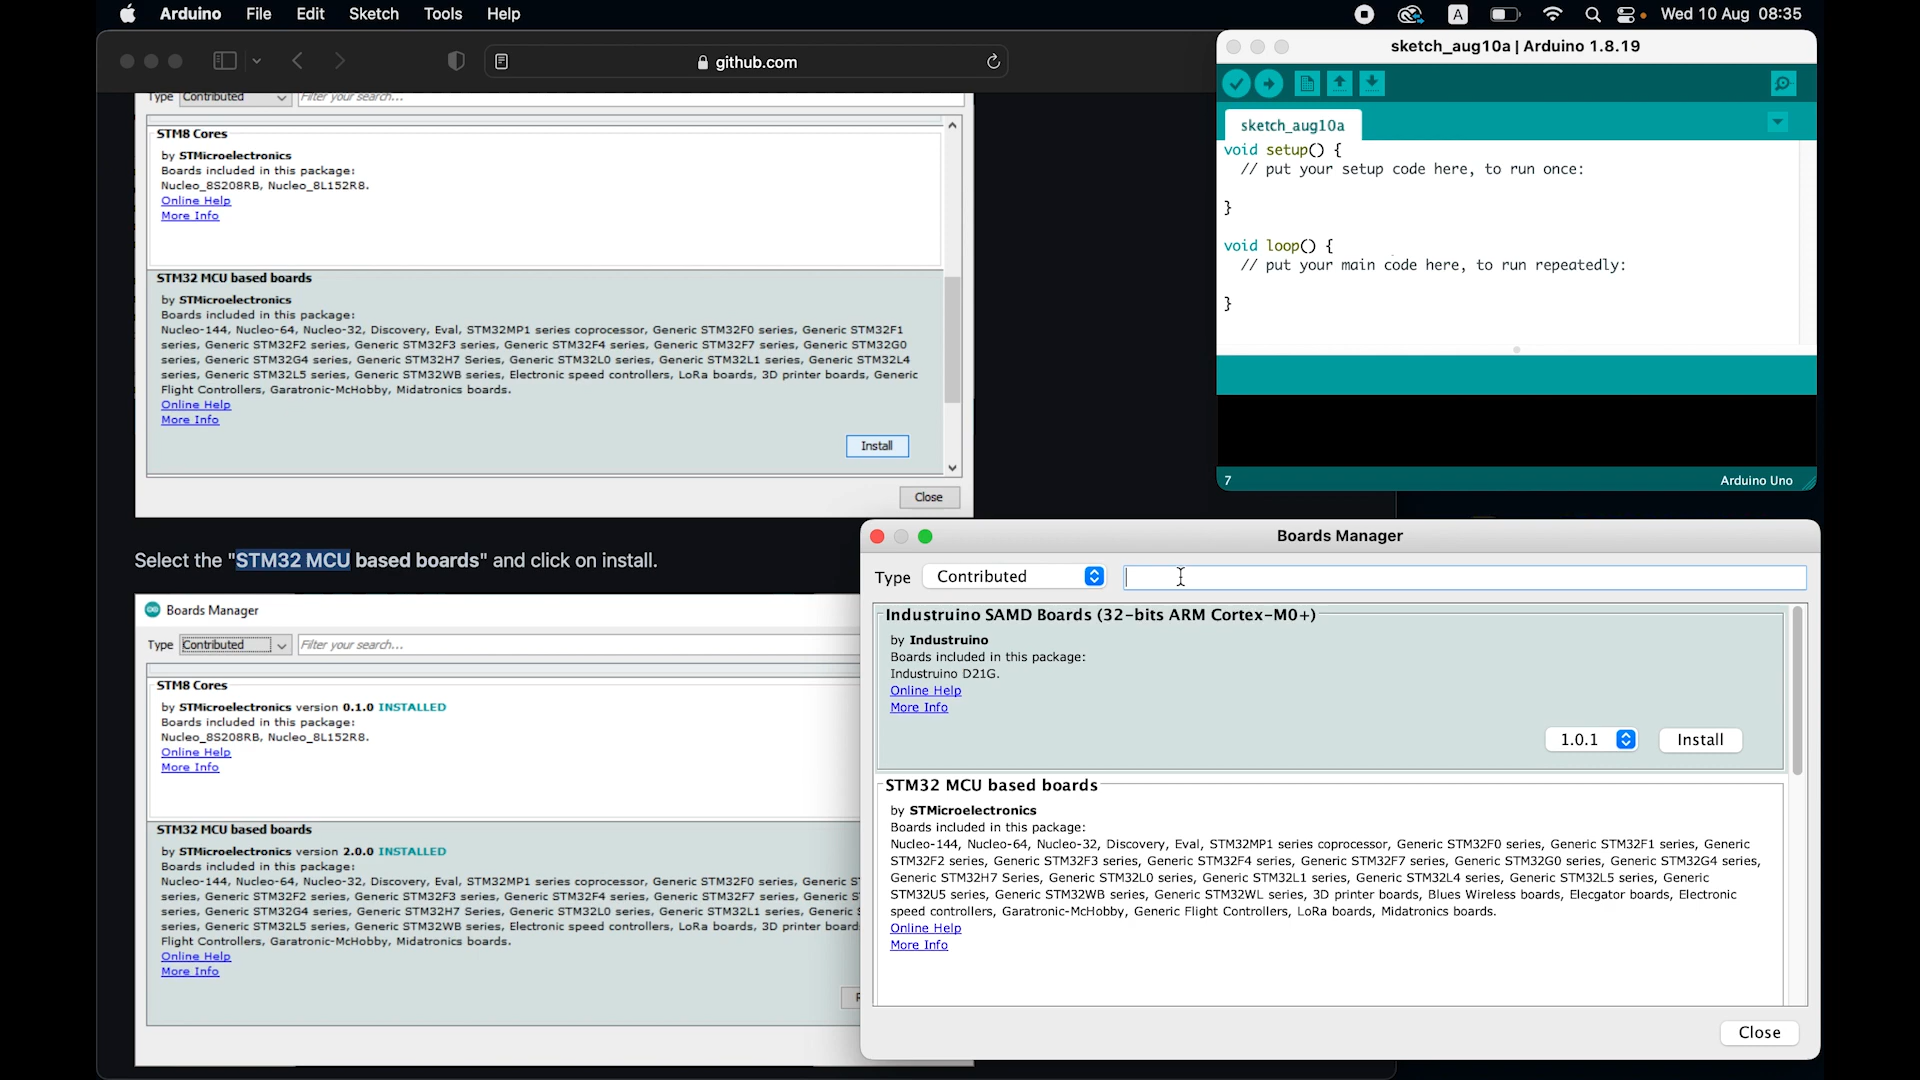 Arduino File Edit Sketch Tools Help
A Wed 10 Aug 08:35
github.com
Type Contributed Filter your search...
STM8 Cores
by STMicroelectronics
Boards included in this package:
Nucleo_8S208RB, Nucleo_8L152R8.
Online Help
More Info
STM32 MCU based boards
by STMicroelectronics
Boards included in this package:
Nucleo-144, Nucleo-64, Nucleo-32, Discovery, Eval, STM32MP1 series coprocessor, Generic STM32F0 series, Generic STM32F1
series, Generic STM32F2 series, Generic STM32F3 series, Generic STM32F4 series, Generic STM32F7 series, Generic STM32G0
series, Generic STM32G4 series, Generic STM32H7 Series, Generic STM32L0 series, Generic STM32L1 series, Generic STM32L4
series, Generic STM32L5 series, Generic STM32WB series, Electronic speed controllers, LoRa boards, 3D printer boards, Generic
Flight Controllers, Garatronic-McHobby, Midatronics boards.
Online Help
More Info
Install
Close
Select the "STM32 MCU based boards" and click on install.
Boards Manager
Type Contributed Filter your search...
STM8 Cores
by STMicroelectronics version 0.1.0 INSTALLED
Boards included in this package:
Nucleo_8S208RB, Nucleo_8L152R8.
Online Help
More Info
STM32 MCU based boards
by STMicroelectronics version 2.0.0 INSTALLED
Boards included in this package:
Nucleo-144, Nucleo-64, Nucleo-32, Discovery, Eval, STM32MP1 series coprocessor, Generic STM32F0 series, Generic
series, Generic STM32F2 series, Generic STM32F3 series, Generic STM32F4 series, Generic STM32F7 series, Generic
series, Generic STM32G4 series, Generic STM32H7 Series, Generic STM32L0 series, Generic STM32L1 series, Generic
series, Generic STM32L5 series, Generic STM32WB series, Electronic speed controllers, LoRa boards, 3D printer
Flight Controllers, Garatronic-McHobby, Midatronics boards.
Online Help
More Info
sketch_aug10a | Arduino 1.8.19
sketch_aug10a
void setup() {
// put your setup code here, to run once:
}
void loop() {
// put your main code here, to run repeatedly:
}
7 Arduino Uno
Boards Manager
Type Contributed
Industruino SAMD Boards (32-bits ARM Cortex-M0+)
by Industruino
Boards included in this package:
Industruino D21G.
Online Help
More Info
1.0.1 Install
STM32 MCU based boards
by STMicroelectronics
Boards included in this package:
Nucleo-144, Nucleo-64, Nucleo-32, Discovery, Eval, STM32MP1 series coprocessor, Generic STM32F0 series, Generic STM32F1 series, Generic
STM32F2 series, Generic STM32F3 series, Generic STM32F4 series, Generic STM32F7 series, Generic STM32G0 series, Generic STM32G4 series,
Generic STM32H7 Series, Generic STM32L0 series, Generic STM32L1 series, Generic STM32L4 series, Generic STM32L5 series, Generic
STM32U5 series, Generic STM32WB series, Generic STM32WL series, 3D printer boards, Blues Wireless boards, Elecgator boards, Electronic
speed controllers, Garatronic-McHobby, Generic Flight Controllers, LoRa boards, Midatronics boards.
Online Help
More Info
Close